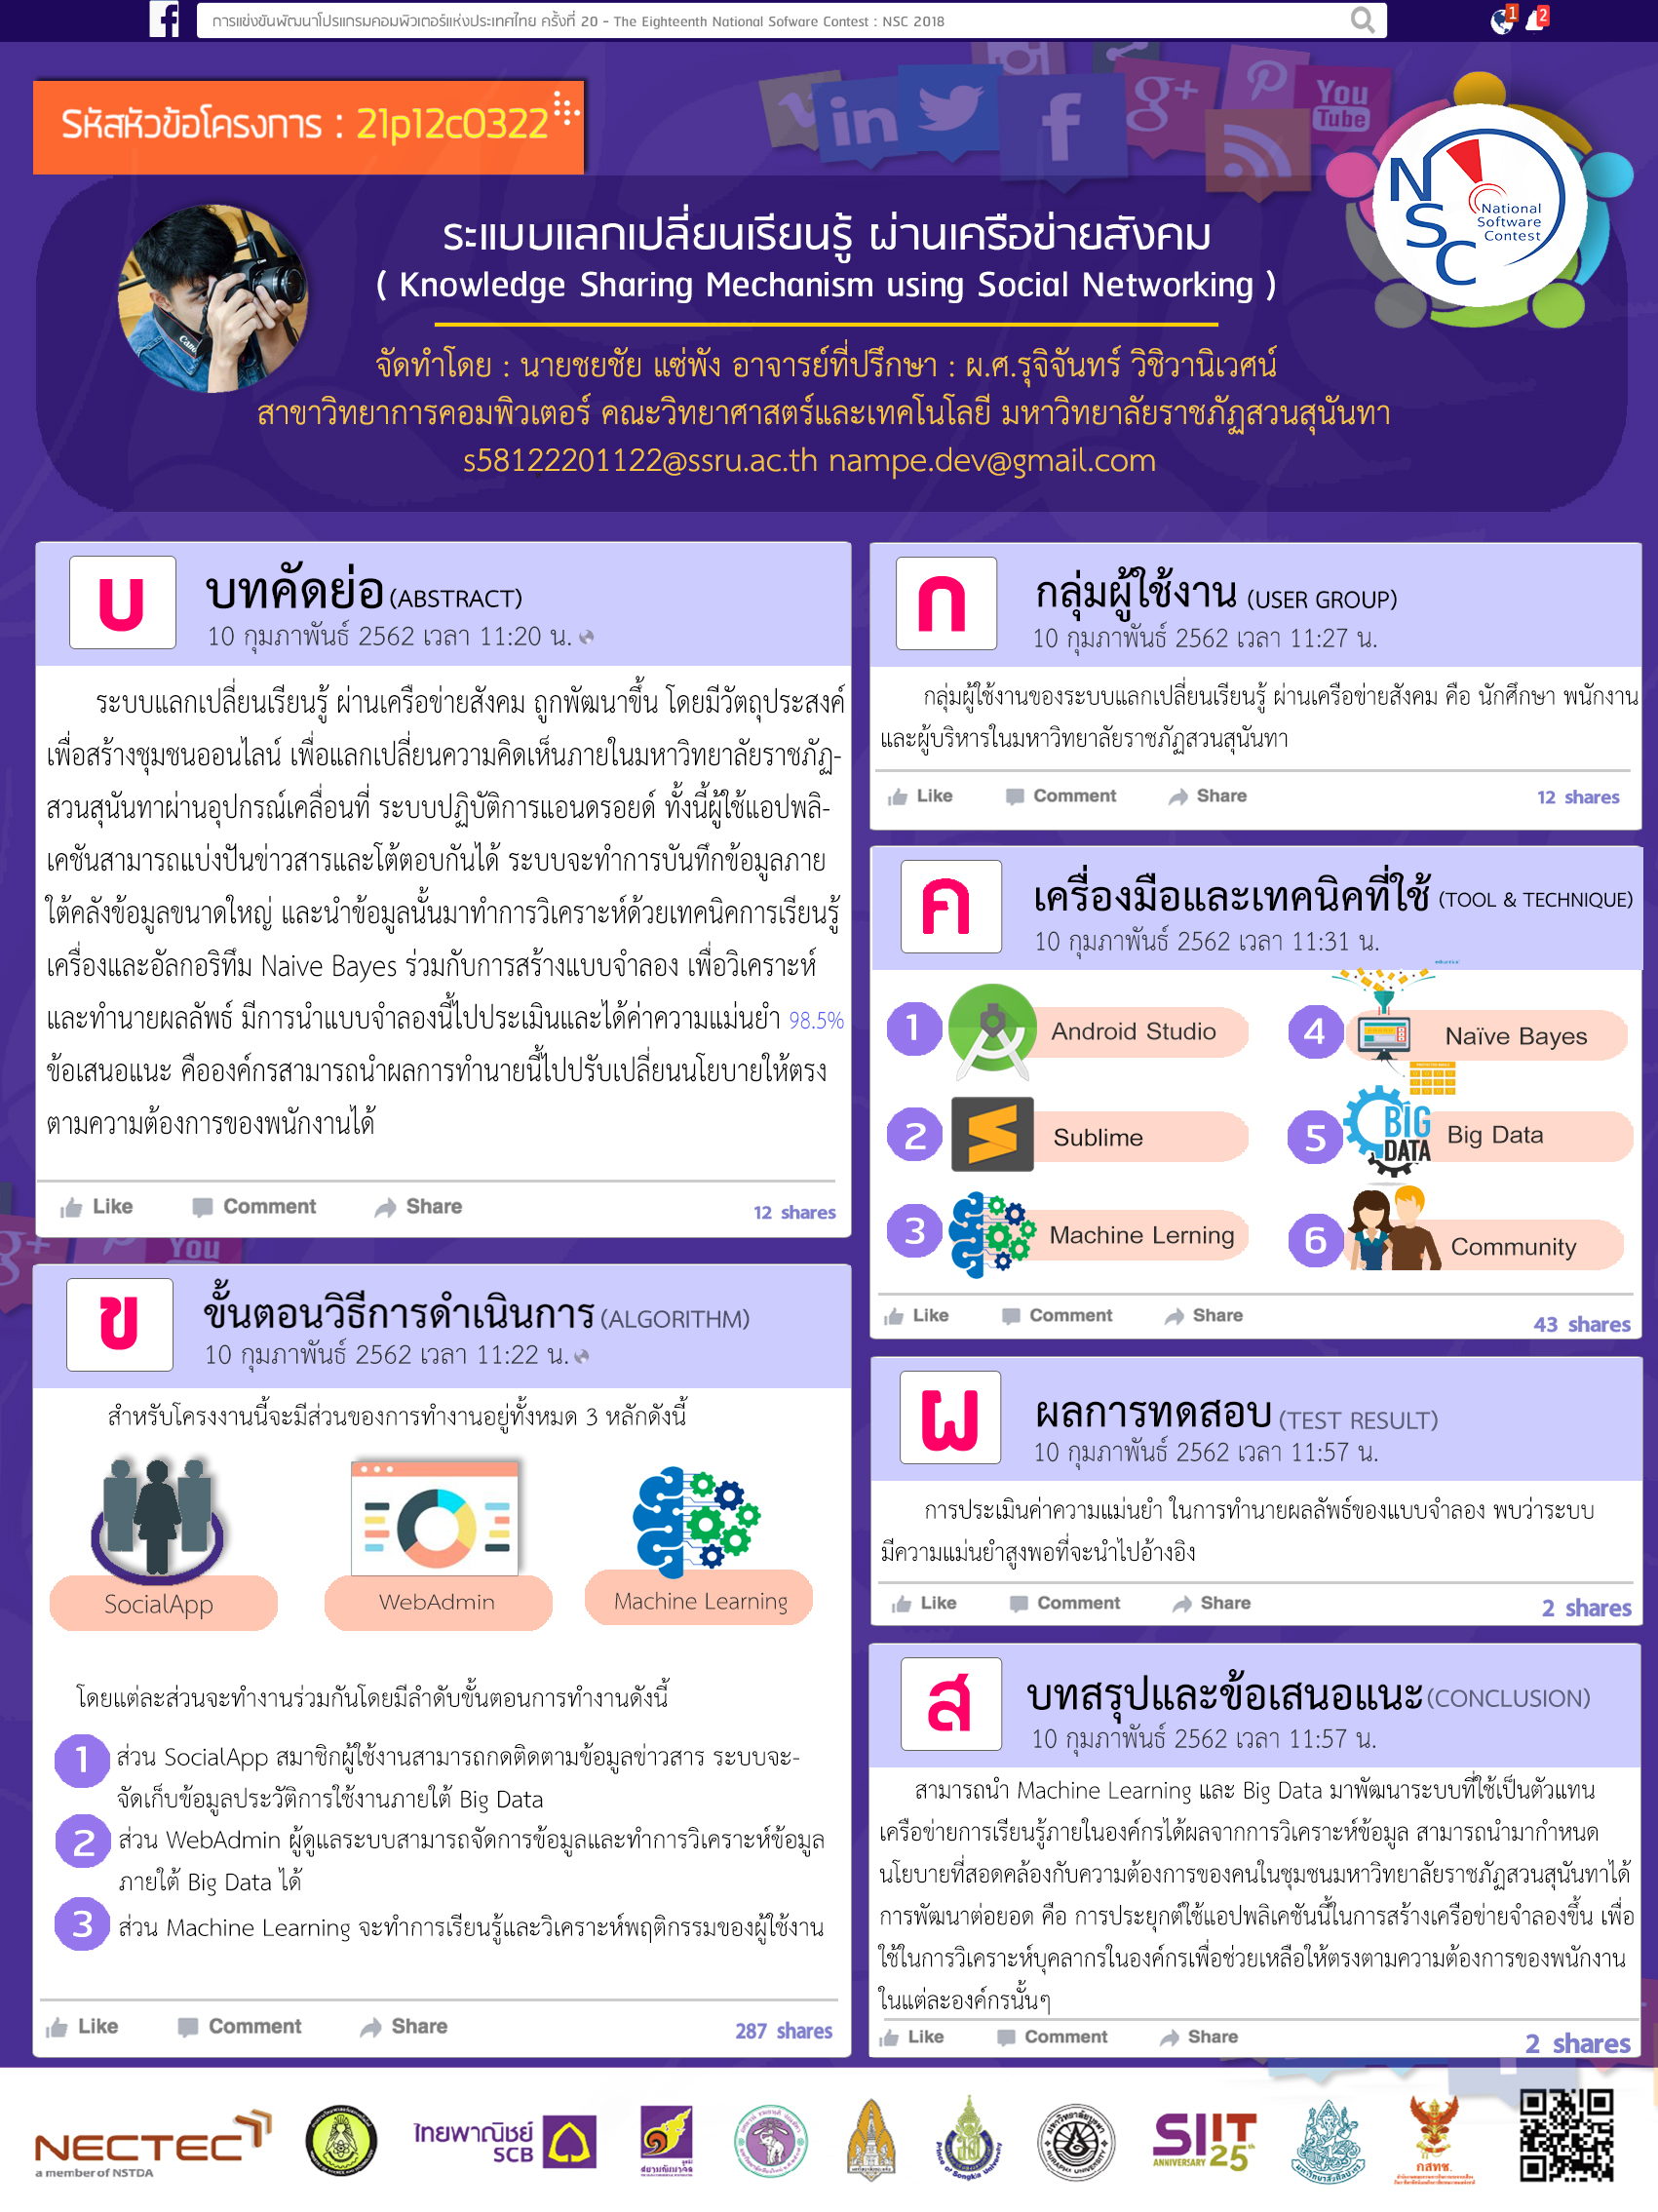 การแข่งขันพัฒนาโปรแกรมคอมพิวเตอร์แห่งประเทศไทย ครั้งที่ 20 - The Eighteenth National Sofware Contest : NSC 2018
1
2
รหัสหัวข้อโครงการ : 21p12c0322
in
f
g+
You
Tube
NSC
National
Software
Contest
ระแบบแลกเปลี่ยนเรียนรู้ ผ่านเครือข่ายสังคม
( Knowledge Sharing Mechanism using Social Networking )
จัดทำโดย : นายชยชัย แซ่พัง อาจารย์ที่ปรึกษา : ผ.ศ.รุจิจันทร์ วิชิวานิเวศน์
สาขาวิทยาการคอมพิวเตอร์ คณะวิทยาศาสตร์และเทคโนโลยี มหาวิทยาลัยราชภัฏสวนสุนันทา
s58122201122@ssru.ac.th nampe.dev@gmail.com
บ
บทคัดย่อ (ABSTRACT)
10 กุมภาพันธ์ 2562 เวลา 11:20 น.
ระบบแลกเปลี่ยนเรียนรู้ ผ่านเครือข่ายสังคม ถูกพัฒนาขึ้น โดยมีวัตถุประสงค์
เพื่อสร้างชุมชนออนไลน์ เพื่อแลกเปลี่ยนความคิดเห็นภายในมหาวิทยาลัยราชภัฏ-
สวนสุนันทาผ่านอุปกรณ์เคลื่อนที่ ระบบปฏิบัติการแอนดรอยด์ ทั้งนี้ผู้ใช้แอปพลิ-
เคชันสามารถแบ่งปันข่าวสารและโต้ตอบกันได้ ระบบจะทำการบันทึกข้อมูลภาย
ใต้คลังข้อมูลขนาดใหญ่ และนำข้อมูลนั้นมาทำการวิเคราะห์ด้วยเทคนิคการเรียนรู้
เครื่องและอัลกอริทึม Naive Bayes ร่วมกับการสร้างแบบจำลอง เพื่อวิเคราะห์
และทำนายผลลัพธ์ มีการนำแบบจำลองนี้ไปประเมินและได้ค่าความแม่นยำ 98.5%
ข้อเสนอแนะ คือองค์กรสามารถนำผลการทำนายนี้ไปปรับเปลี่ยนนโยบายให้ตรง
ตามความต้องการของพนักงานได้
Like Comment Share 12 shares
ข
ขั้นตอนวิธีการดำเนินการ (ALGORITHM)
10 กุมภาพันธ์ 2562 เวลา 11:22 น.
สำหรับโครงงานนี้จะมีส่วนของการทำงานอยู่ทั้งหมด 3 หลักดังนี้
SocialApp WebAdmin Machine Learning
โดยแต่ละส่วนจะทำงานร่วมกันโดยมีลำดับขั้นตอนการทำงานดังนี้
1 ส่วน SocialApp สมาชิกผู้ใช้งานสามารถกดติดตามข้อมูลข่าวสาร ระบบจะ-
จัดเก็บข้อมูลประวัติการใช้งานภายใต้ Big Data
2 ส่วน WebAdmin ผู้ดูแลระบบสามารถจัดการข้อมูลและทำการวิเคราะห์ข้อมูล
ภายใต้ Big Data ได้
3 ส่วน Machine Learning จะทำการเรียนรู้และวิเคราะห์พฤติกรรมของผู้ใช้งาน
Like Comment Share 287 shares
ก
กลุ่มผู้ใช้งาน (USER GROUP)
10 กุมภาพันธ์ 2562 เวลา 11:27 น.
กลุ่มผู้ใช้งานของระบบแลกเปลี่ยนเรียนรู้ ผ่านเครือข่ายสังคม คือ นักศึกษา พนักงาน
และผู้บริหารในมหาวิทยาลัยราชภัฏสวนสุนันทา
Like Comment Share 12 shares
ค
เครื่องมือและเทคนิคที่ใช้ (TOOL & TECHNIQUE)
10 กุมภาพันธ์ 2562 เวลา 11:31 น.
1 Android Studio
2 Sublime
3 Machine Lerning
4 Naïve Bayes
5 BIG DATA Big Data
6 Community
Like Comment Share 43 shares
ผ
ผลการทดสอบ (TEST RESULT)
10 กุมภาพันธ์ 2562 เวลา 11:57 น.
การประเมินค่าความแม่นยำ ในการทำนายผลลัพธ์ของแบบจำลอง พบว่าระบบ
มีความแม่นยำสูงพอที่จะนำไปอ้างอิง
Like Comment Share 2 shares
ส
บทสรุปและข้อเสนอแนะ (CONCLUSION)
10 กุมภาพันธ์ 2562 เวลา 11:57 น.
สามารถนำ Machine Learning และ Big Data มาพัฒนาระบบที่ใช้เป็นตัวแทน
เครือข่ายการเรียนรู้ภายในองค์กรได้ผลจากการวิเคราะห์ข้อมูล สามารถนำมากำหนด
นโยบายที่สอดคล้องกับความต้องการของคนในชุมชนมหาวิทยาลัยราชภัฏสวนสุนันทาได้
การพัฒนาต่อยอด คือ การประยุกต์ใช้แอปพลิเคชันนี้ในการสร้างเครือข่ายจำลองขึ้น เพื่อ
ใช้ในการวิเคราะห์บุคลากรในองค์กรเพื่อช่วยเหลือให้ตรงตามความต้องการของพนักงาน
ในแต่ละองค์กรนั้นๆ
Like Comment Share 2 shares
NECTEC
a member of NSTDA
ไทยพาณิชย์
SCB
Prince of Songkla University
SIIT
ANNIVERSARY 25th
มหาวิทยาลัยศิลปากร
กสทช.